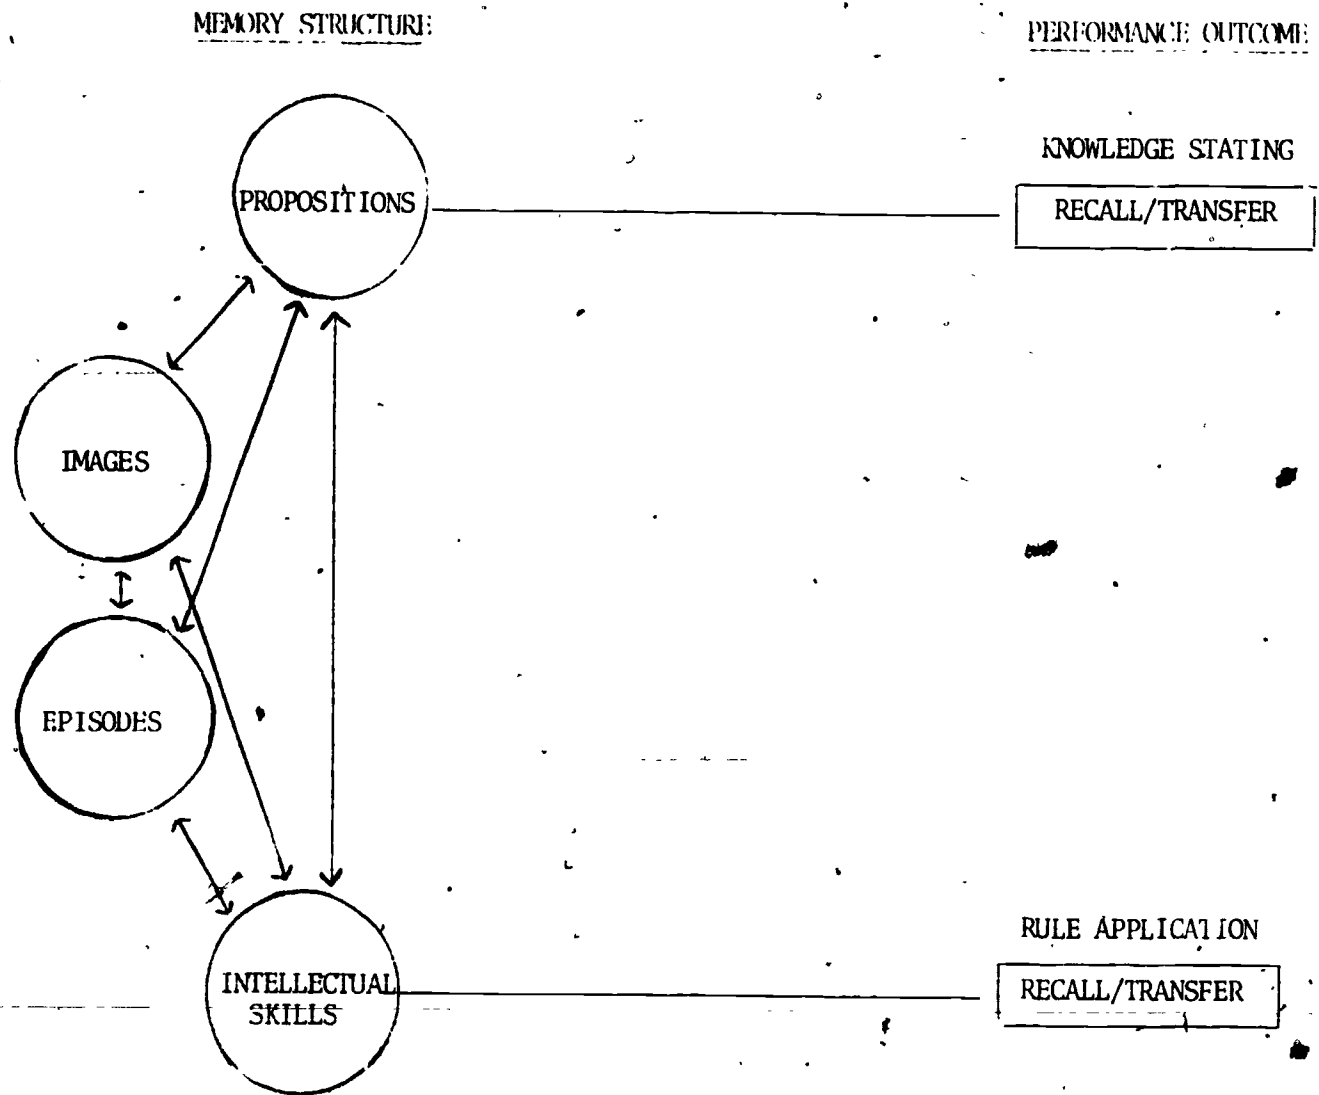 MEMORY STRUCTURE
PERFORMANCE OUTCOME
KNOWLEDGE STATING
PROPOSITIONS
RECALL/TRANSFER
IMAGES
EPISODES
RULE APPLICATION
INTELLECTUAL
SKILLS
RECALL/TRANSFER